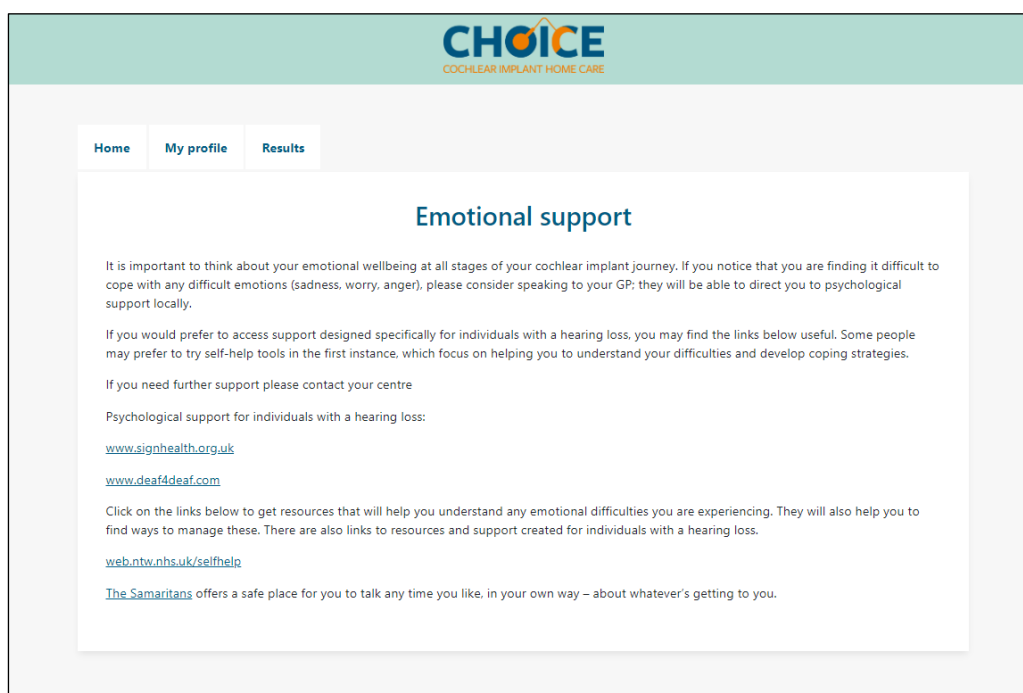 CHOICE
COCHLEAR IMPLANT HOME CARE
Home My profile Results
Emotional support
It is important to think about your emotional wellbeing at all stages of your cochlear implant journey. If you notice that you are finding it difficult to
cope with any difficult emotions (sadness, worry, anger), please consider speaking to your GP; they will be able to direct you to psychological
support locally.
If you would prefer to access support designed specifically for individuals with a hearing loss, you may find the links below useful. Some people
may prefer to try self-help tools in the first instance, which focus on helping you to understand your difficulties and develop coping strategies.
If you need further support please contact your centre
Psychological support for individuals with a hearing loss:
www.signhealth.org.uk
www.deaf4deaf.com
Click on the links below to get resources that will help you understand any emotional difficulties you are experiencing. They will also help you to
find ways to manage these. There are also links to resources and support created for individuals with a hearing loss.
web.ntw.nhs.uk/selfhelp
The Samaritans offers a safe place for you to talk any time you like, in your own way – about whatever's getting to you.